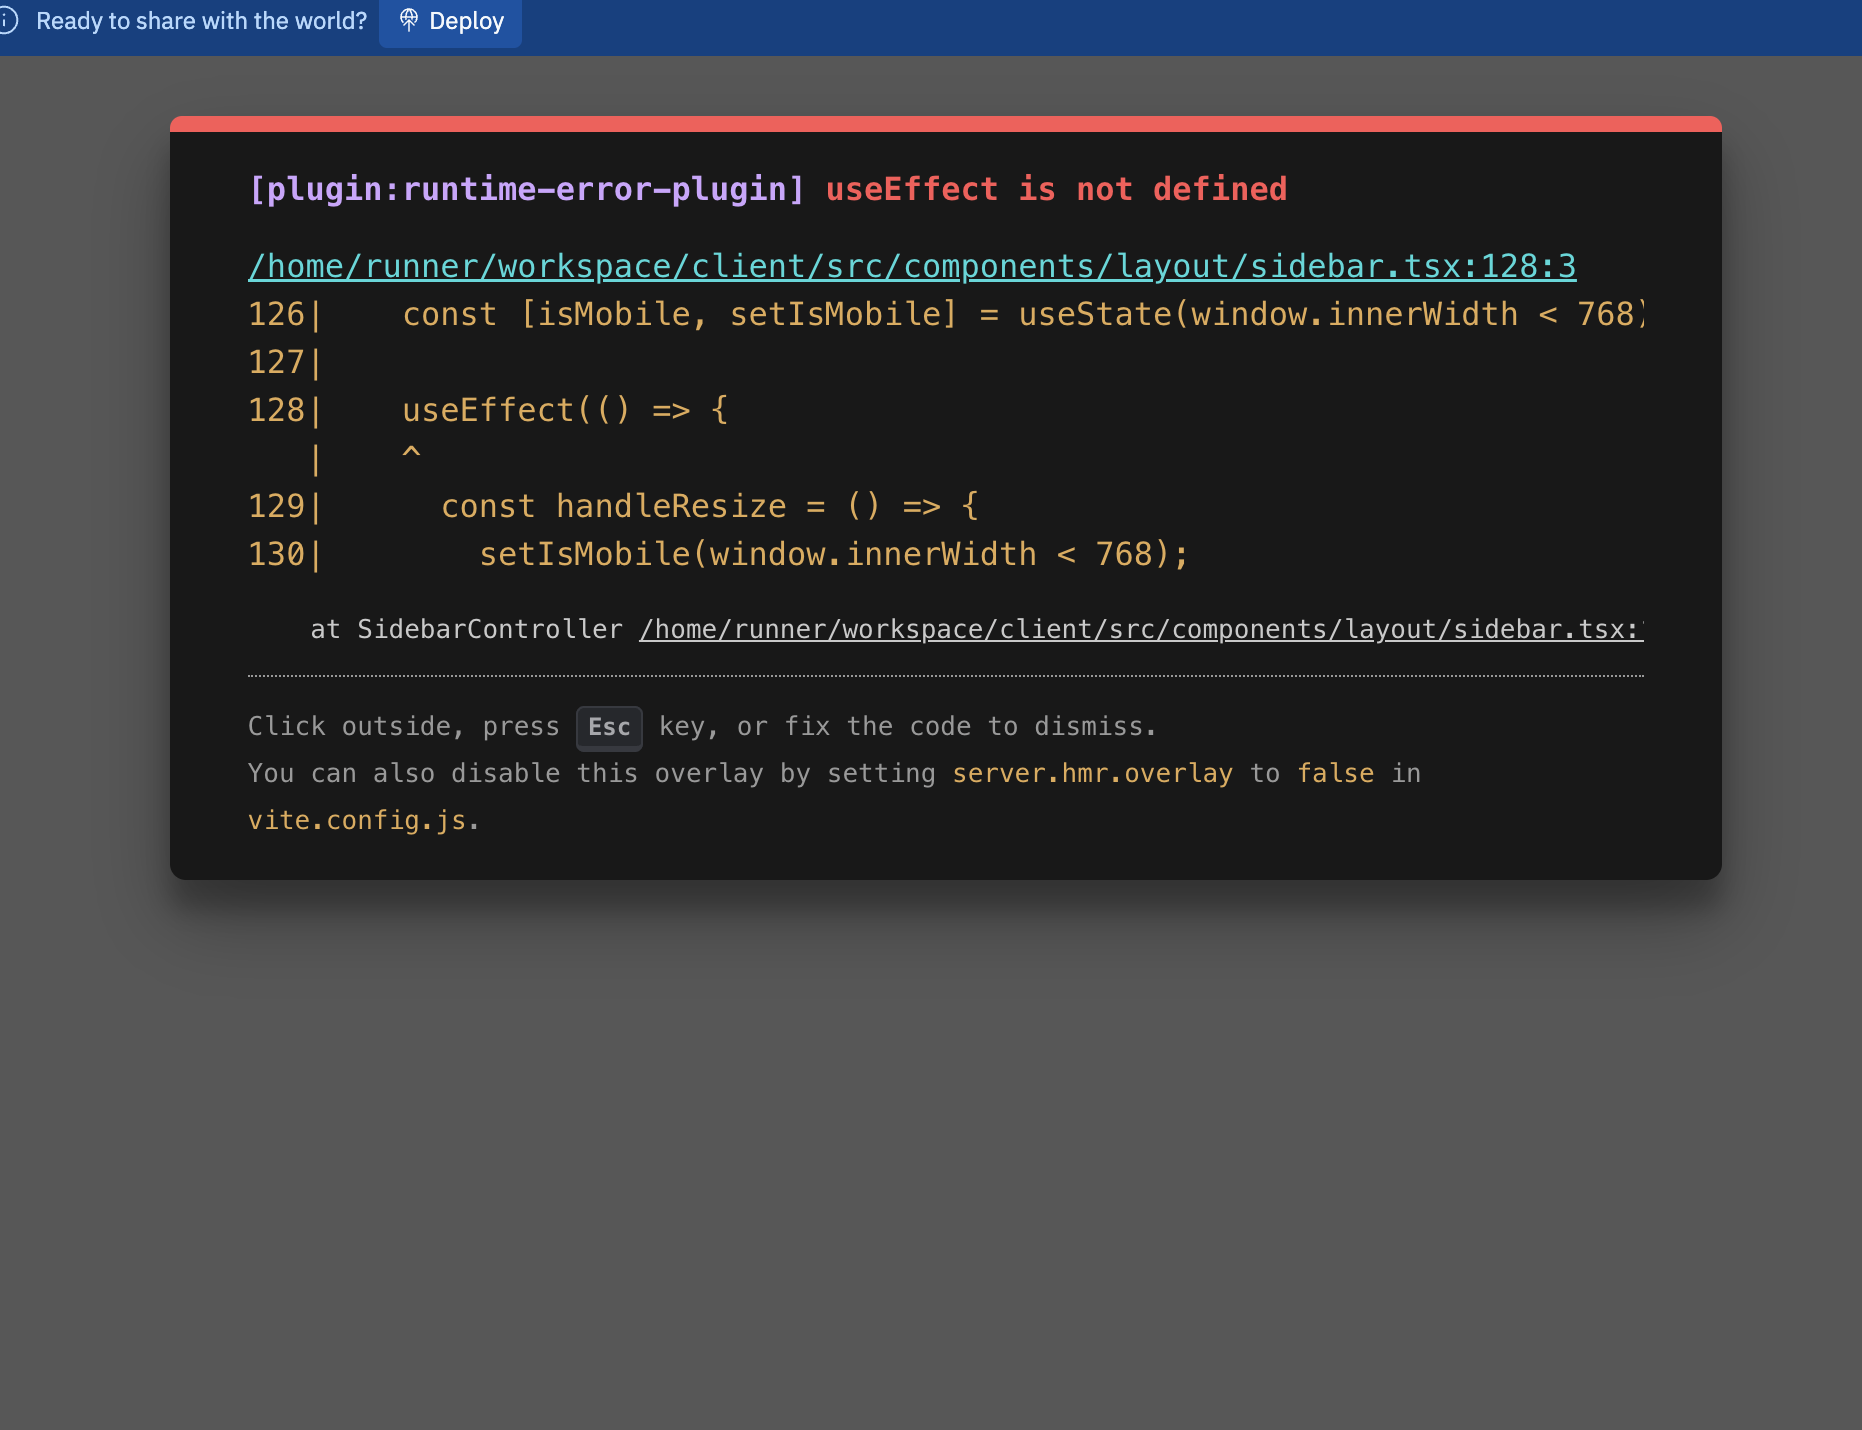 Ready to share with the world? Deploy
[plugin:runtime-error-plugin] useEffect is not defined
/home/runner/workspace/client/src/components/layout/sidebar.tsx:128:3
126|    const [isMobile, setIsMobile] = useState(window.innerWidth < 768)
127|
128|    useEffect(() => {
   |    ^
129|      const handleResize = () => {
130|        setIsMobile(window.innerWidth < 768);
at SidebarController /home/runner/workspace/client/src/components/layout/sidebar.tsx:
Click outside, press Esc key, or fix the code to dismiss.
You can also disable this overlay by setting server.hmr.overlay to false in
vite.config.js.